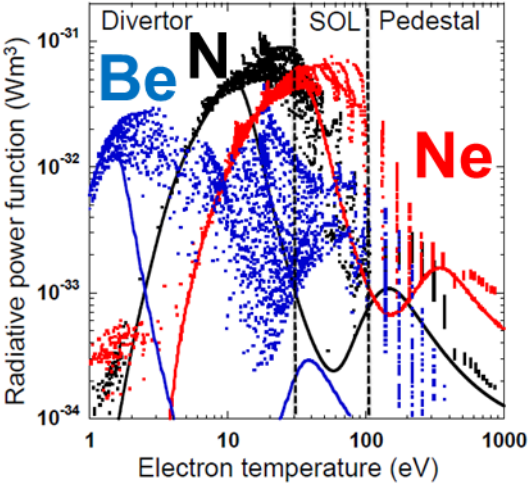 Divertor SOL Pedestal
Be N Ne
Radiative power function (Wm³)
10⁻³¹
10⁻³²
10⁻³³
10⁻³⁴
1 10 100 1000
Electron temperature (eV)